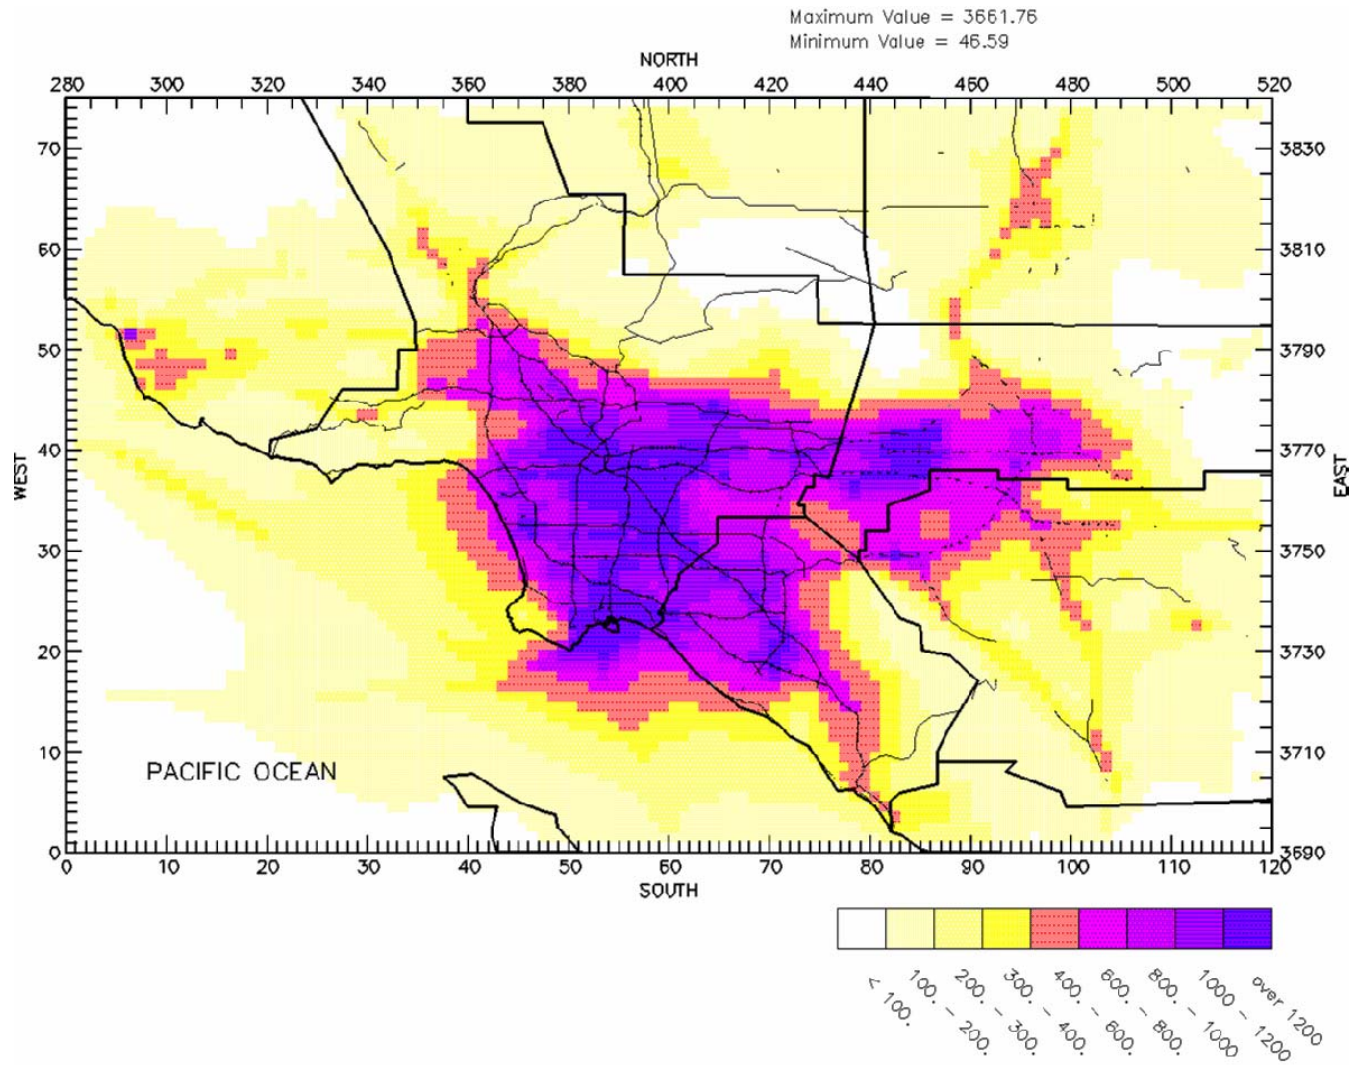 Maximum Value = 3661.76
Minimum Value = 46.59
NORTH
280 300 320 340 360 380 400 420 440 460 480 500 520
70 3830
60 3810
50 3790
40 3770
WEST EAST
30 3750
20 3730
10 3710
PACIFIC OCEAN
0 3690
0 10 20 30 40 50 60 70 80 90 100 110 120
SOUTH
< 100.
100. - 200.
200. - 300.
300. - 400.
400. - 600.
600. - 800.
800. - 1000
1000 - 1200
over 1200